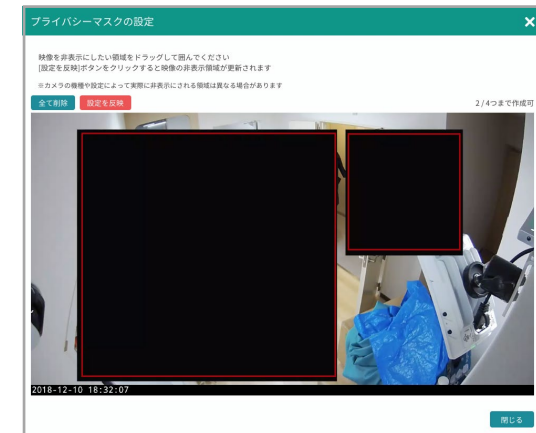 プライバシーマスクの設定
映像を非表示にしたい領域をドラッグして囲んでください
[設定を反映]ボタンをクリックすると映像の非表示領域が更新されます
※カメラの機種や設定によって実際に非表示にされる領域は異なる場合があります
全て削除 設定を反映 2/4つまで作成可
2018-12-10 18:32:07
閉じる